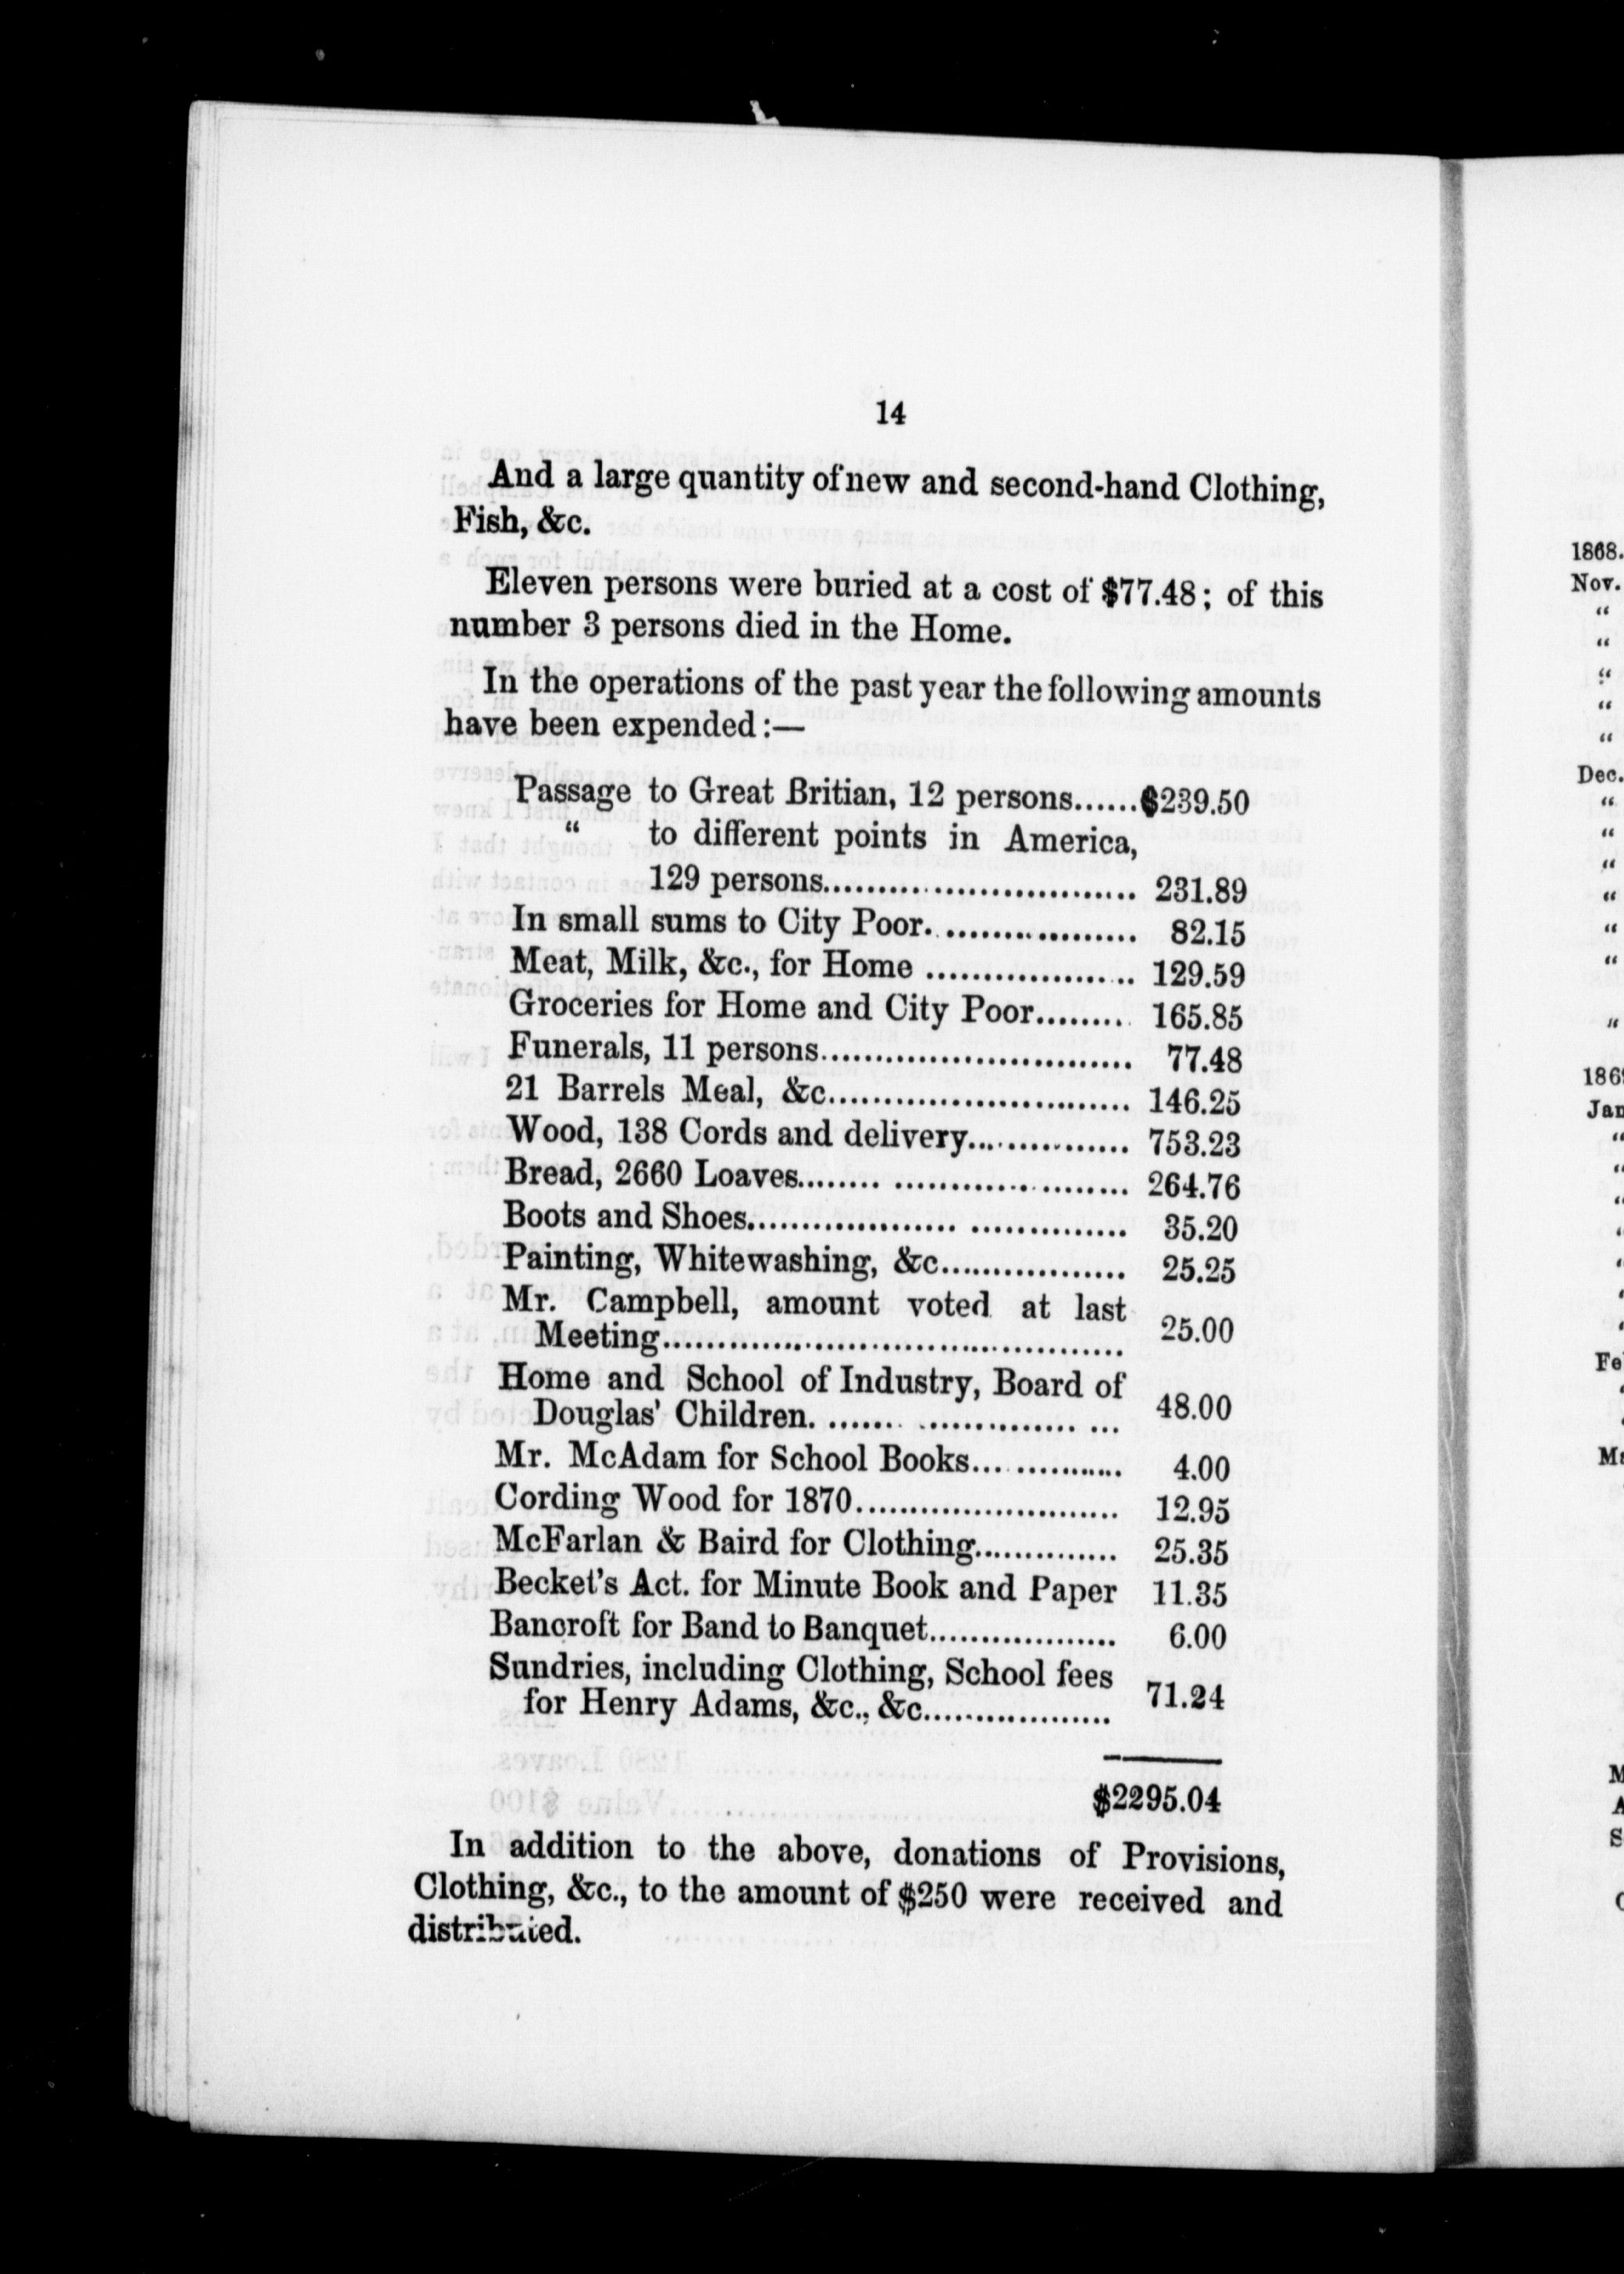 14
And a large quantity of new and second-hand Clothing,
Fish, &c.
Eleven persons were buried at a cost of $77.48; of this
number 3 persons died in the Home.
In the operations of the past year the following amounts
have been expended:—
Passage to Great Britian, 12 persons......$239.50
“ to different points in America,
129 persons.............................. 231.89
In small sums to City Poor.................... 82.15
Meat, Milk, &c., for Home .................... 129.59
Groceries for Home and City Poor......... 165.85
Funerals, 11 persons.............................. 77.48
21 Barrels Meal, &c............................. 146.25
Wood, 138 Cords and delivery............... 753.23
Bread, 2660 Loaves........ ...................... 264.76
Boots and Shoes.................... ............... 35.20
Painting, Whitewashing, &c.................. 25.25
Mr. Campbell, amount voted at last
Meeting............................................ 25.00
Home and School of Industry, Board of
Douglas' Children. ....... ............... ... 48.00
Mr. McAdam for School Books... ........... 4.00
Cording Wood for 1870......................... 12.95
McFarlan & Baird for Clothing.............. 25.35
Becket's Act. for Minute Book and Paper 11.35
Bancroft for Band to Banquet.................. 6.00
Sundries, including Clothing, School fees
for Henry Adams, &c., &c.................. 71.24
$2295.04
In addition to the above, donations of Provisions,
Clothing, &c., to the amount of $250 were received and
distributed.
1868.
Nov.
“
“
“
“
“
Dec.
“
“
“
“
“
“
“
186
Jan
“
“
“
“
“
“
“
Fe
“
“
M
M
A
S